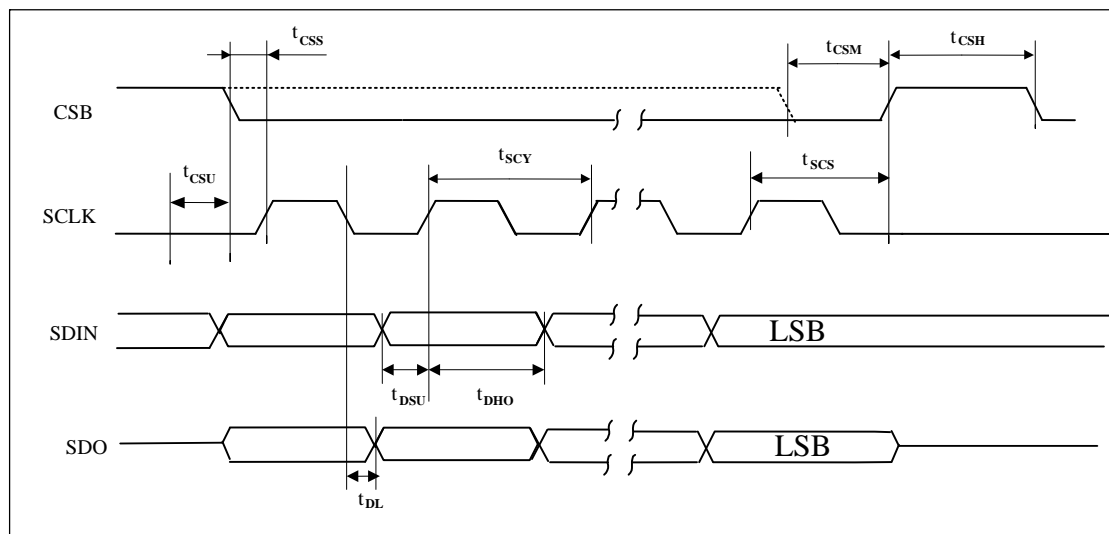 tCSS
tCSM
tCSH
CSB
tCSU
tSCY
tSCS
SCLK
SDIN
LSB
tDSU
tDHO
SDO
LSB
tDL